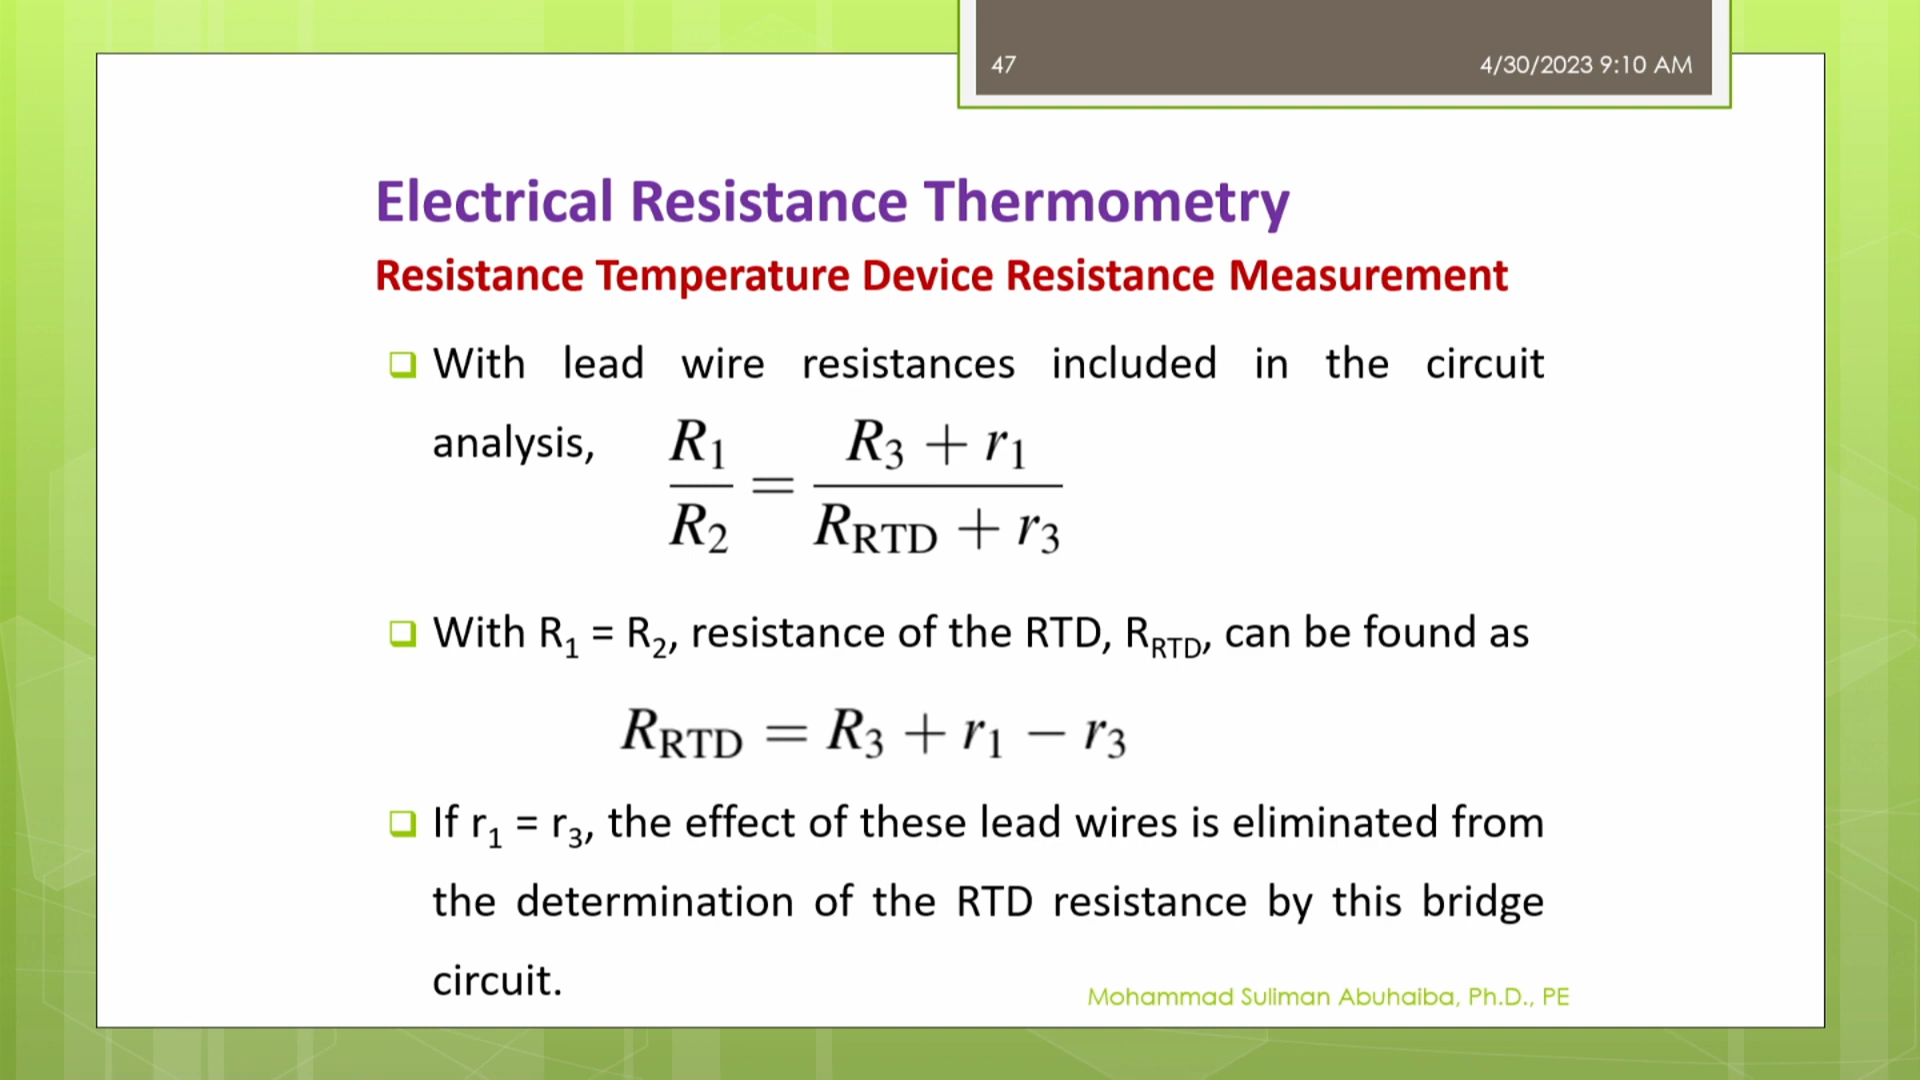 47
4/30/2023 9:10 AM
Electrical Resistance Thermometry
Resistance Temperature Device Resistance Measurement
With lead wire resistances included in the circuit
analysis, R₁/R₂ = (R₃ + r₁)/(R_RTD + r₃)
With R₁ = R₂, resistance of the RTD, R_RTD, can be found as
R_RTD = R₃ + r₁ − r₃
If r₁ = r₃, the effect of these lead wires is eliminated from
the determination of the RTD resistance by this bridge
circuit.
Mohammad Suliman Abuhaiba, Ph.D., PE